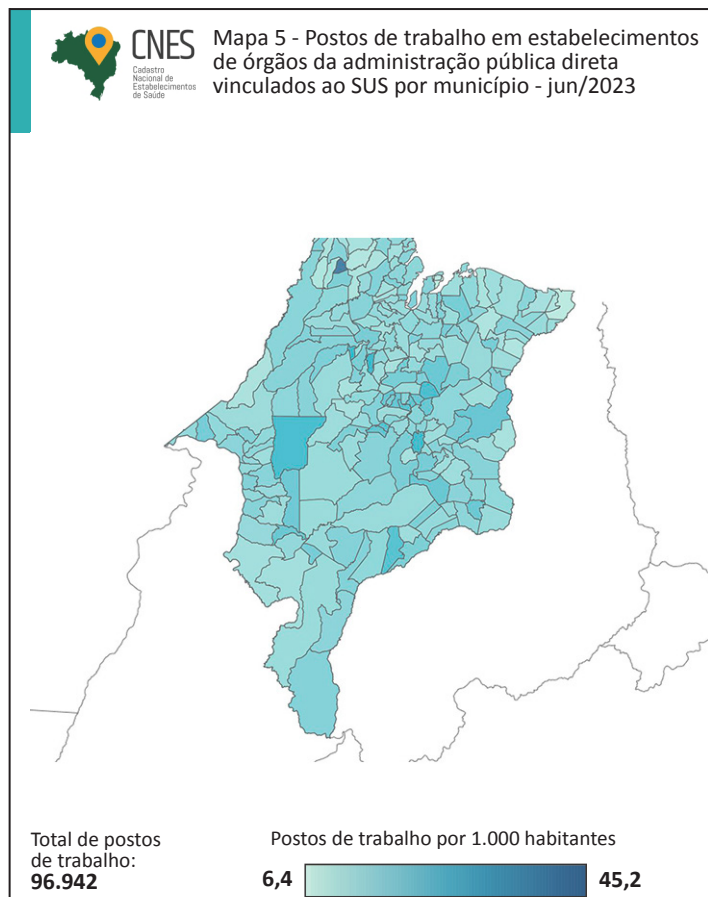 CNES
Cadastro
Nacional de
Estabelecimentos
de Saúde
Mapa 5 - Postos de trabalho em estabelecimentos
de órgãos da administração pública direta
vinculados ao SUS por município - jun/2023
Total de postos
de trabalho:
96.942
Postos de trabalho por 1.000 habitantes
6,4
45,2